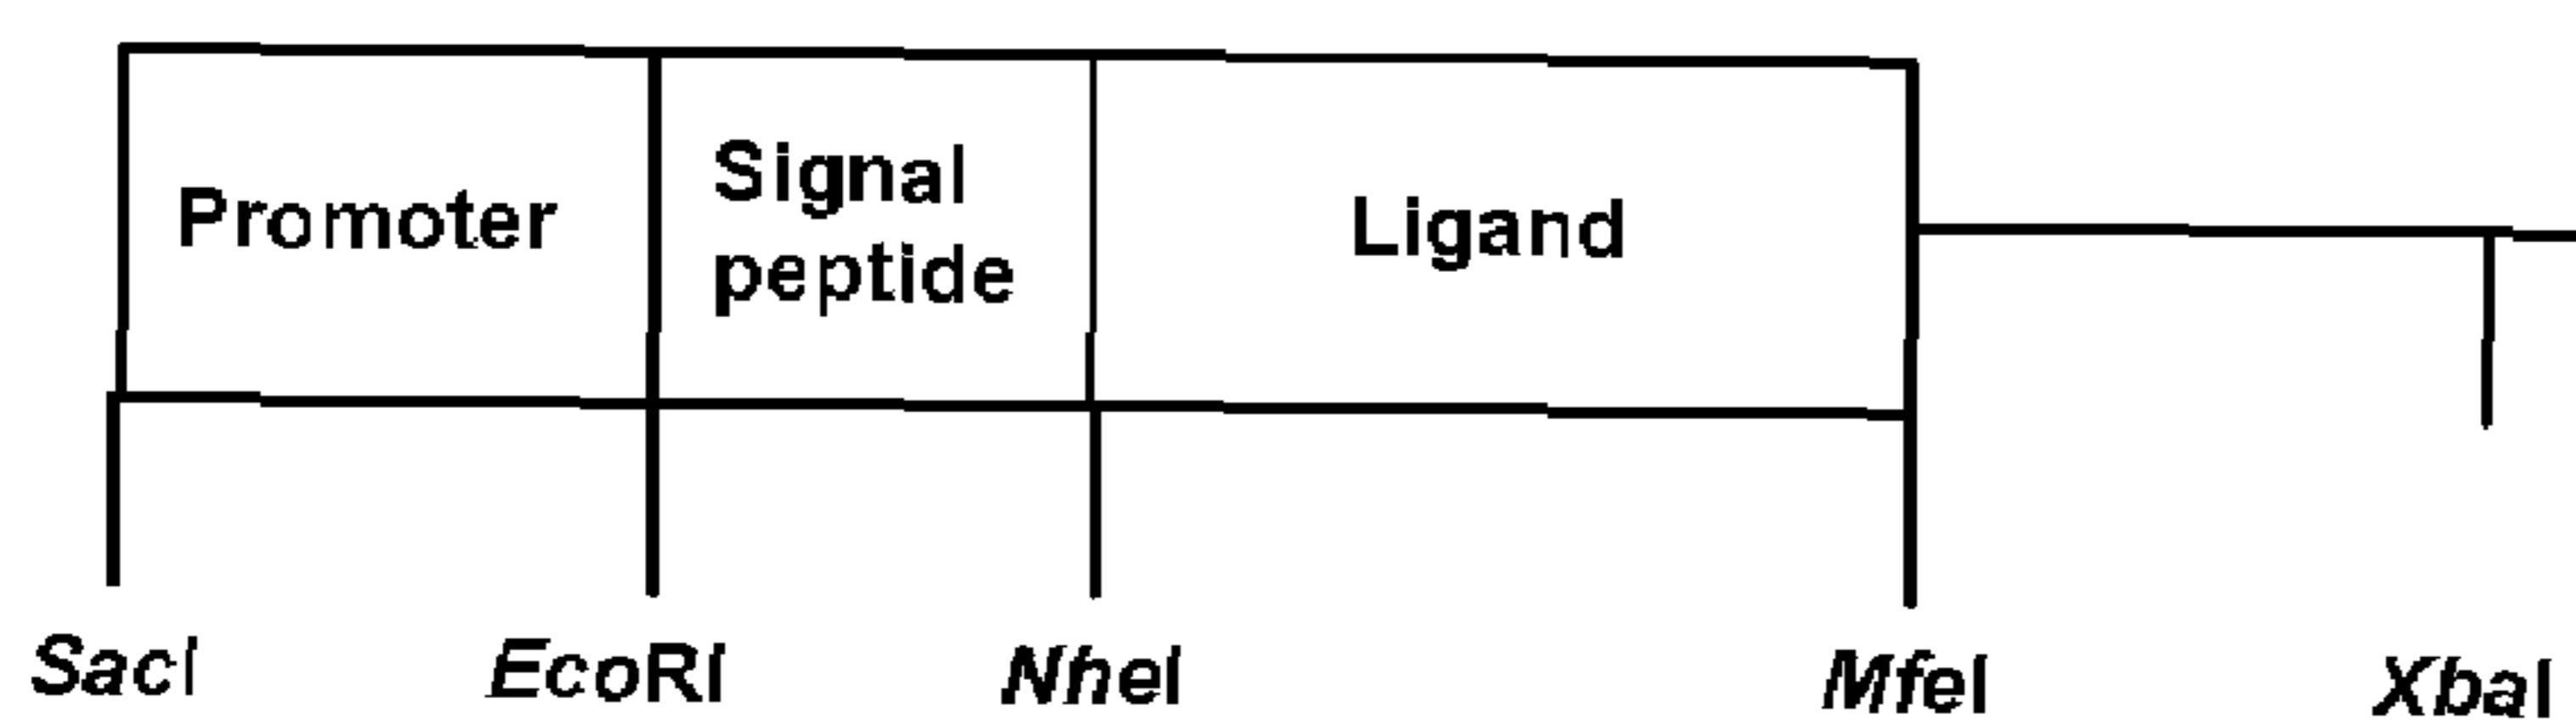 Promoter
Signal
peptide
Ligand
SacI
EcoRI
NheI
MfeI
XbaI